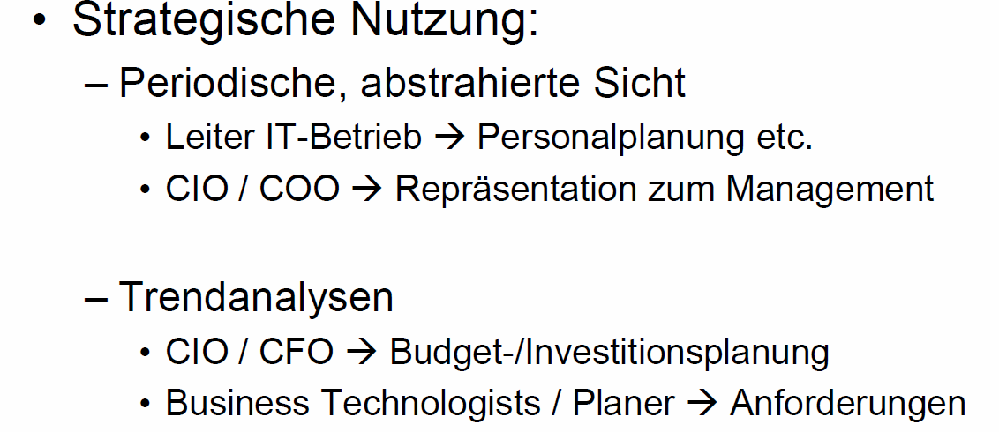 • Strategische Nutzung:
– Periodische, abstrahierte Sicht
• Leiter IT-Betrieb → Personalplanung etc.
• CIO / COO → Repräsentation zum Management
– Trendanalysen
• CIO / CFO → Budget-/Investitionsplanung
• Business Technologists / Planer → Anforderungen